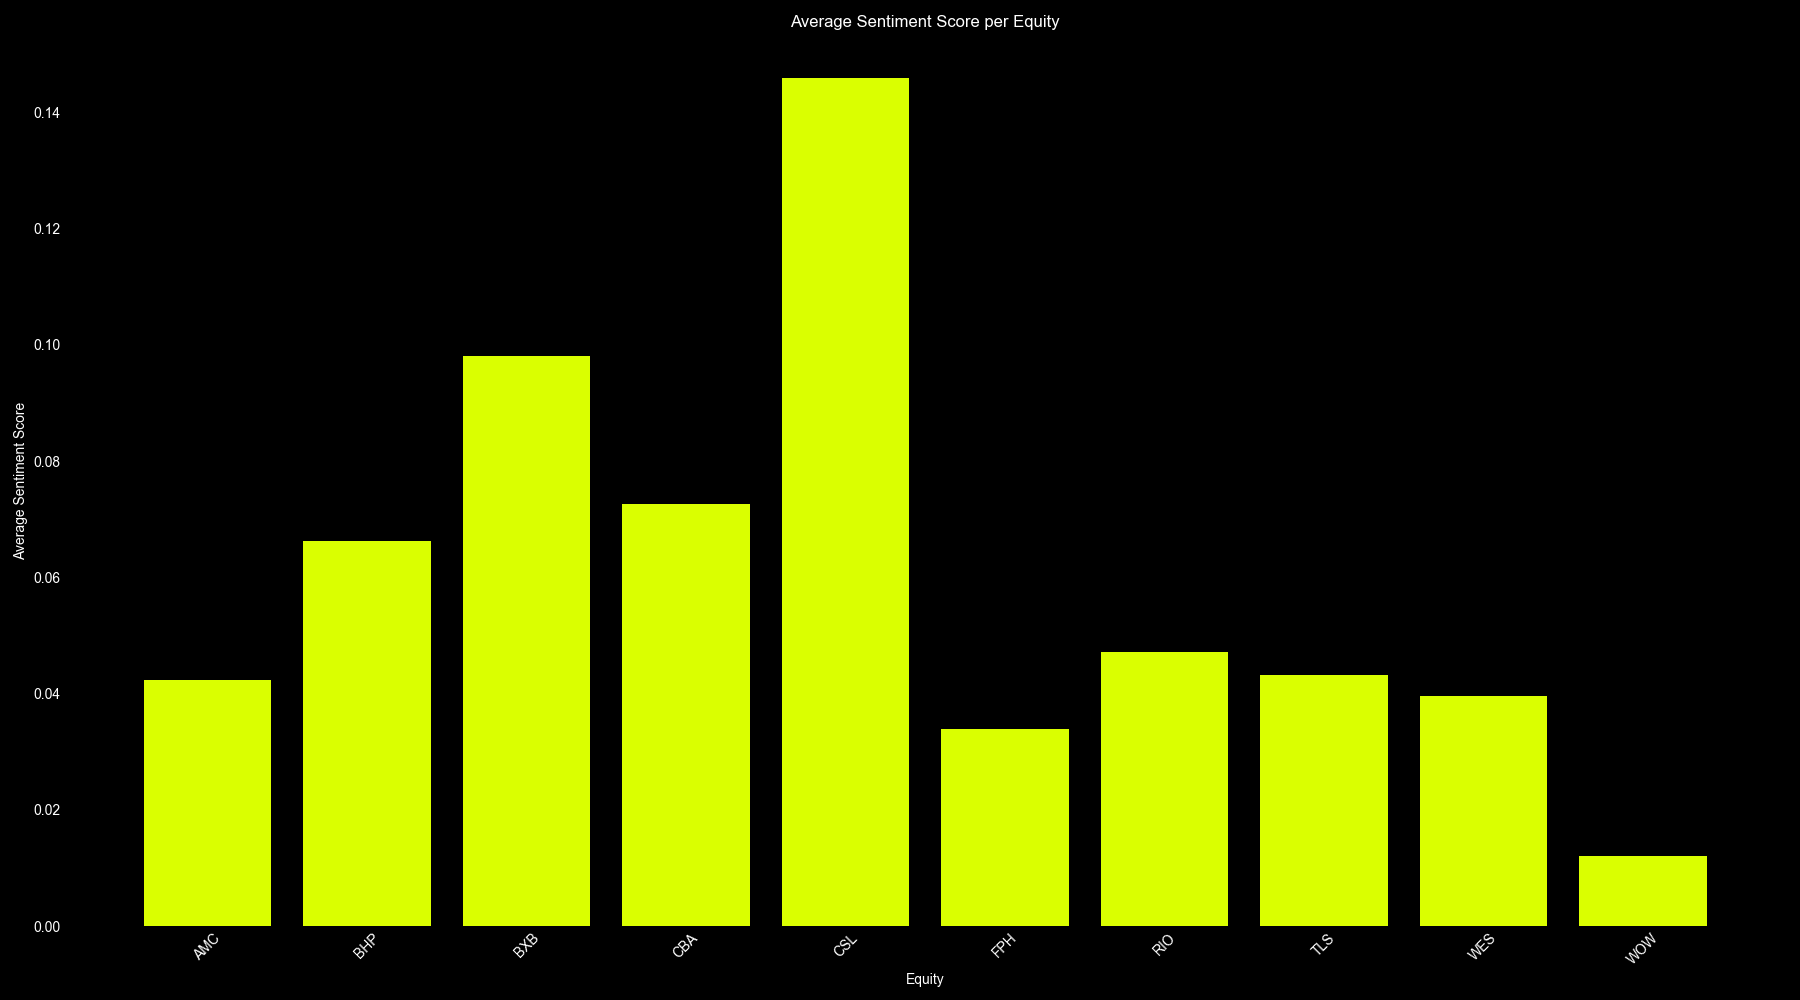 Average Sentiment Score per Equity
Average Sentiment Score
0.14
0.12
0.10
0.08
0.06
0.04
0.02
0.00
AMC
BHP
BXB
CBA
CSL
FPH
RIO
TLS
WES
WOW
Equity